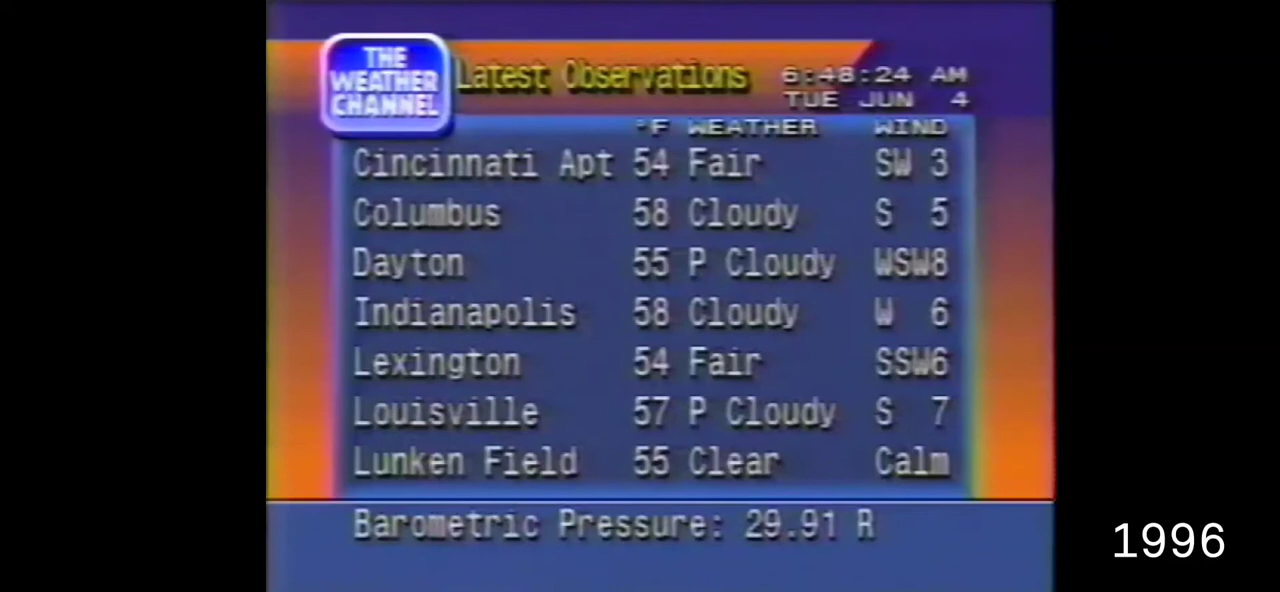 THE
WEATHER
CHANNEL
Latest Observations 6:48:24 AM
TUE JUN 4
°F WEATHER WIND
Cincinnati Apt 54 Fair SW 3
Columbus 58 Cloudy S 5
Dayton 55 P Cloudy WSW8
Indianapolis 58 Cloudy W 6
Lexington 54 Fair SSW6
Louisville 57 P Cloudy S 7
Lunken Field 55 Clear Calm
Barometric Pressure: 29.91 R
1996